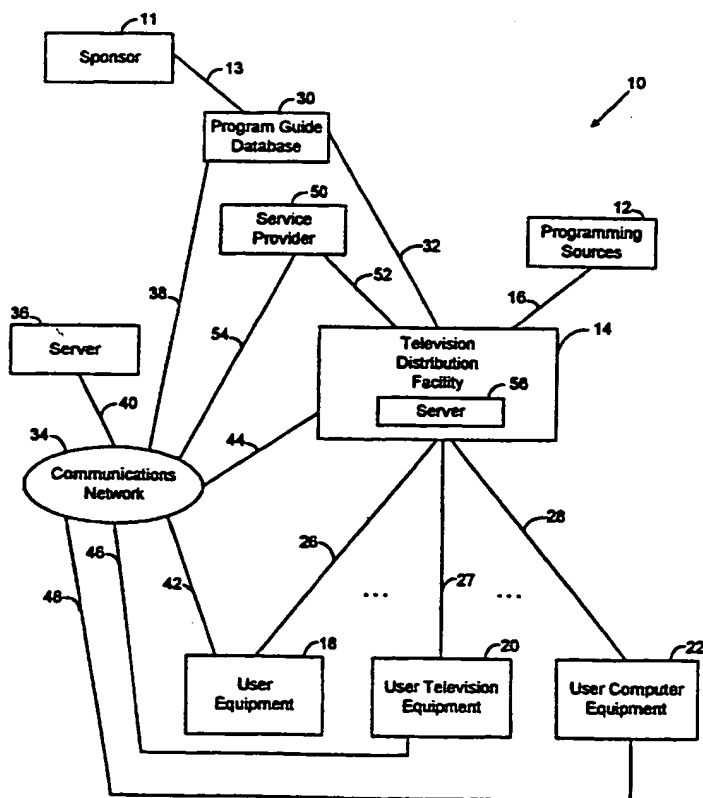 11
Sponsor
13
10
30
Program Guide
Database
50
Service
Provider
12
Programming
Sources
32
52
16
38
54
36
Server
14
Television
Distribution
Facility
56
Server
40
34
44
Communications
Network
26
28
46
42
27
48
... ...
18
User
Equipment
20
User Television
Equipment
22
User Computer
Equipment